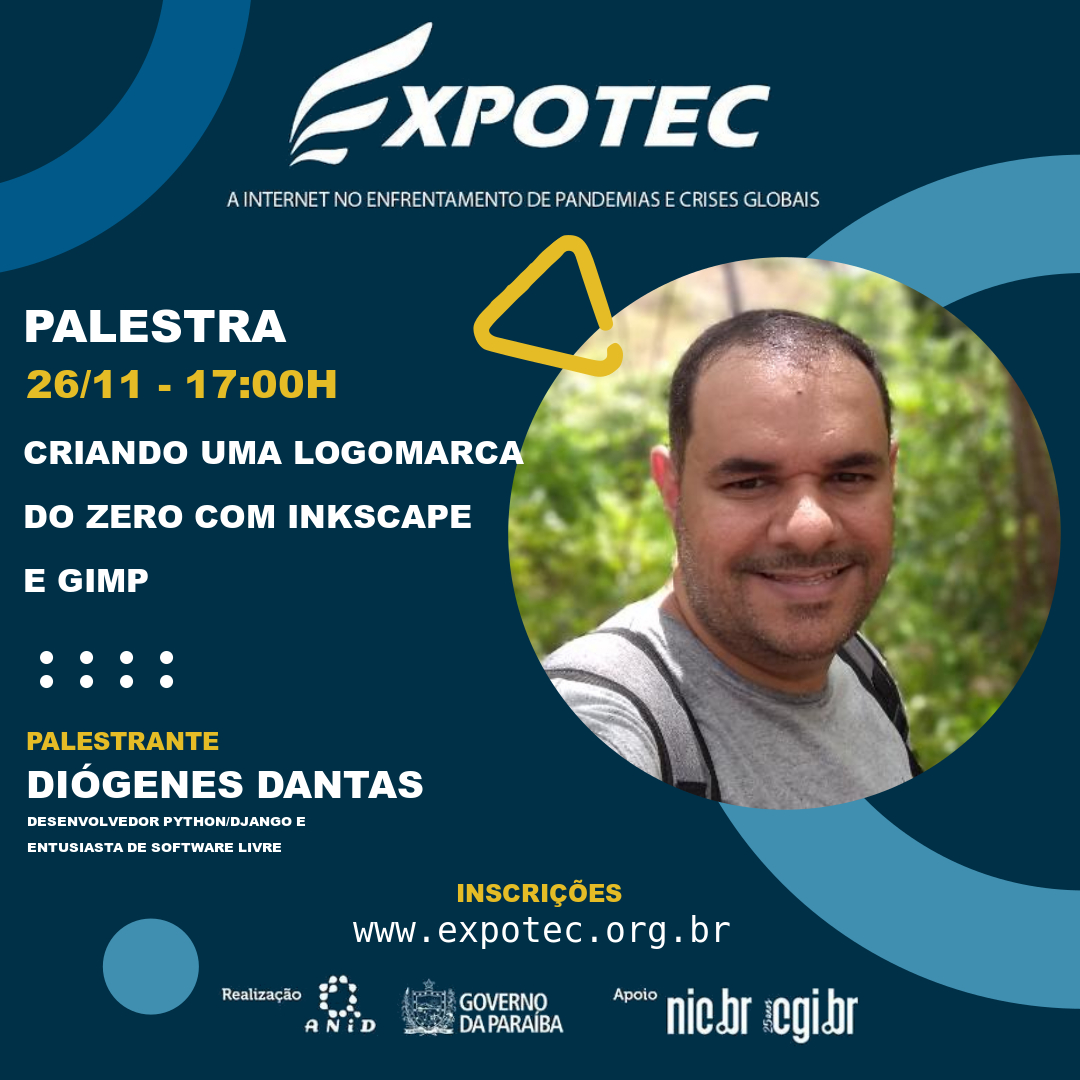 EXPOTEC
A INTERNET NO ENFRENTAMENTO DE PANDEMIAS E CRISES GLOBAIS
PALESTRA
26/11 - 17:00H
CRIANDO UMA LOGOMARCA
DO ZERO COM INKSCAPE
E GIMP
PALESTRANTE
DIÓGENES DANTAS
DESENVOLVEDOR PYTHON/DJANGO E
ENTUSIASTA DE SOFTWARE LIVRE
INSCRIÇÕES
www.expotec.org.br
Realização
ANiD
GOVERNO
DA PARAÍBA
Apoio
nic.br
25 anos
cgi.br